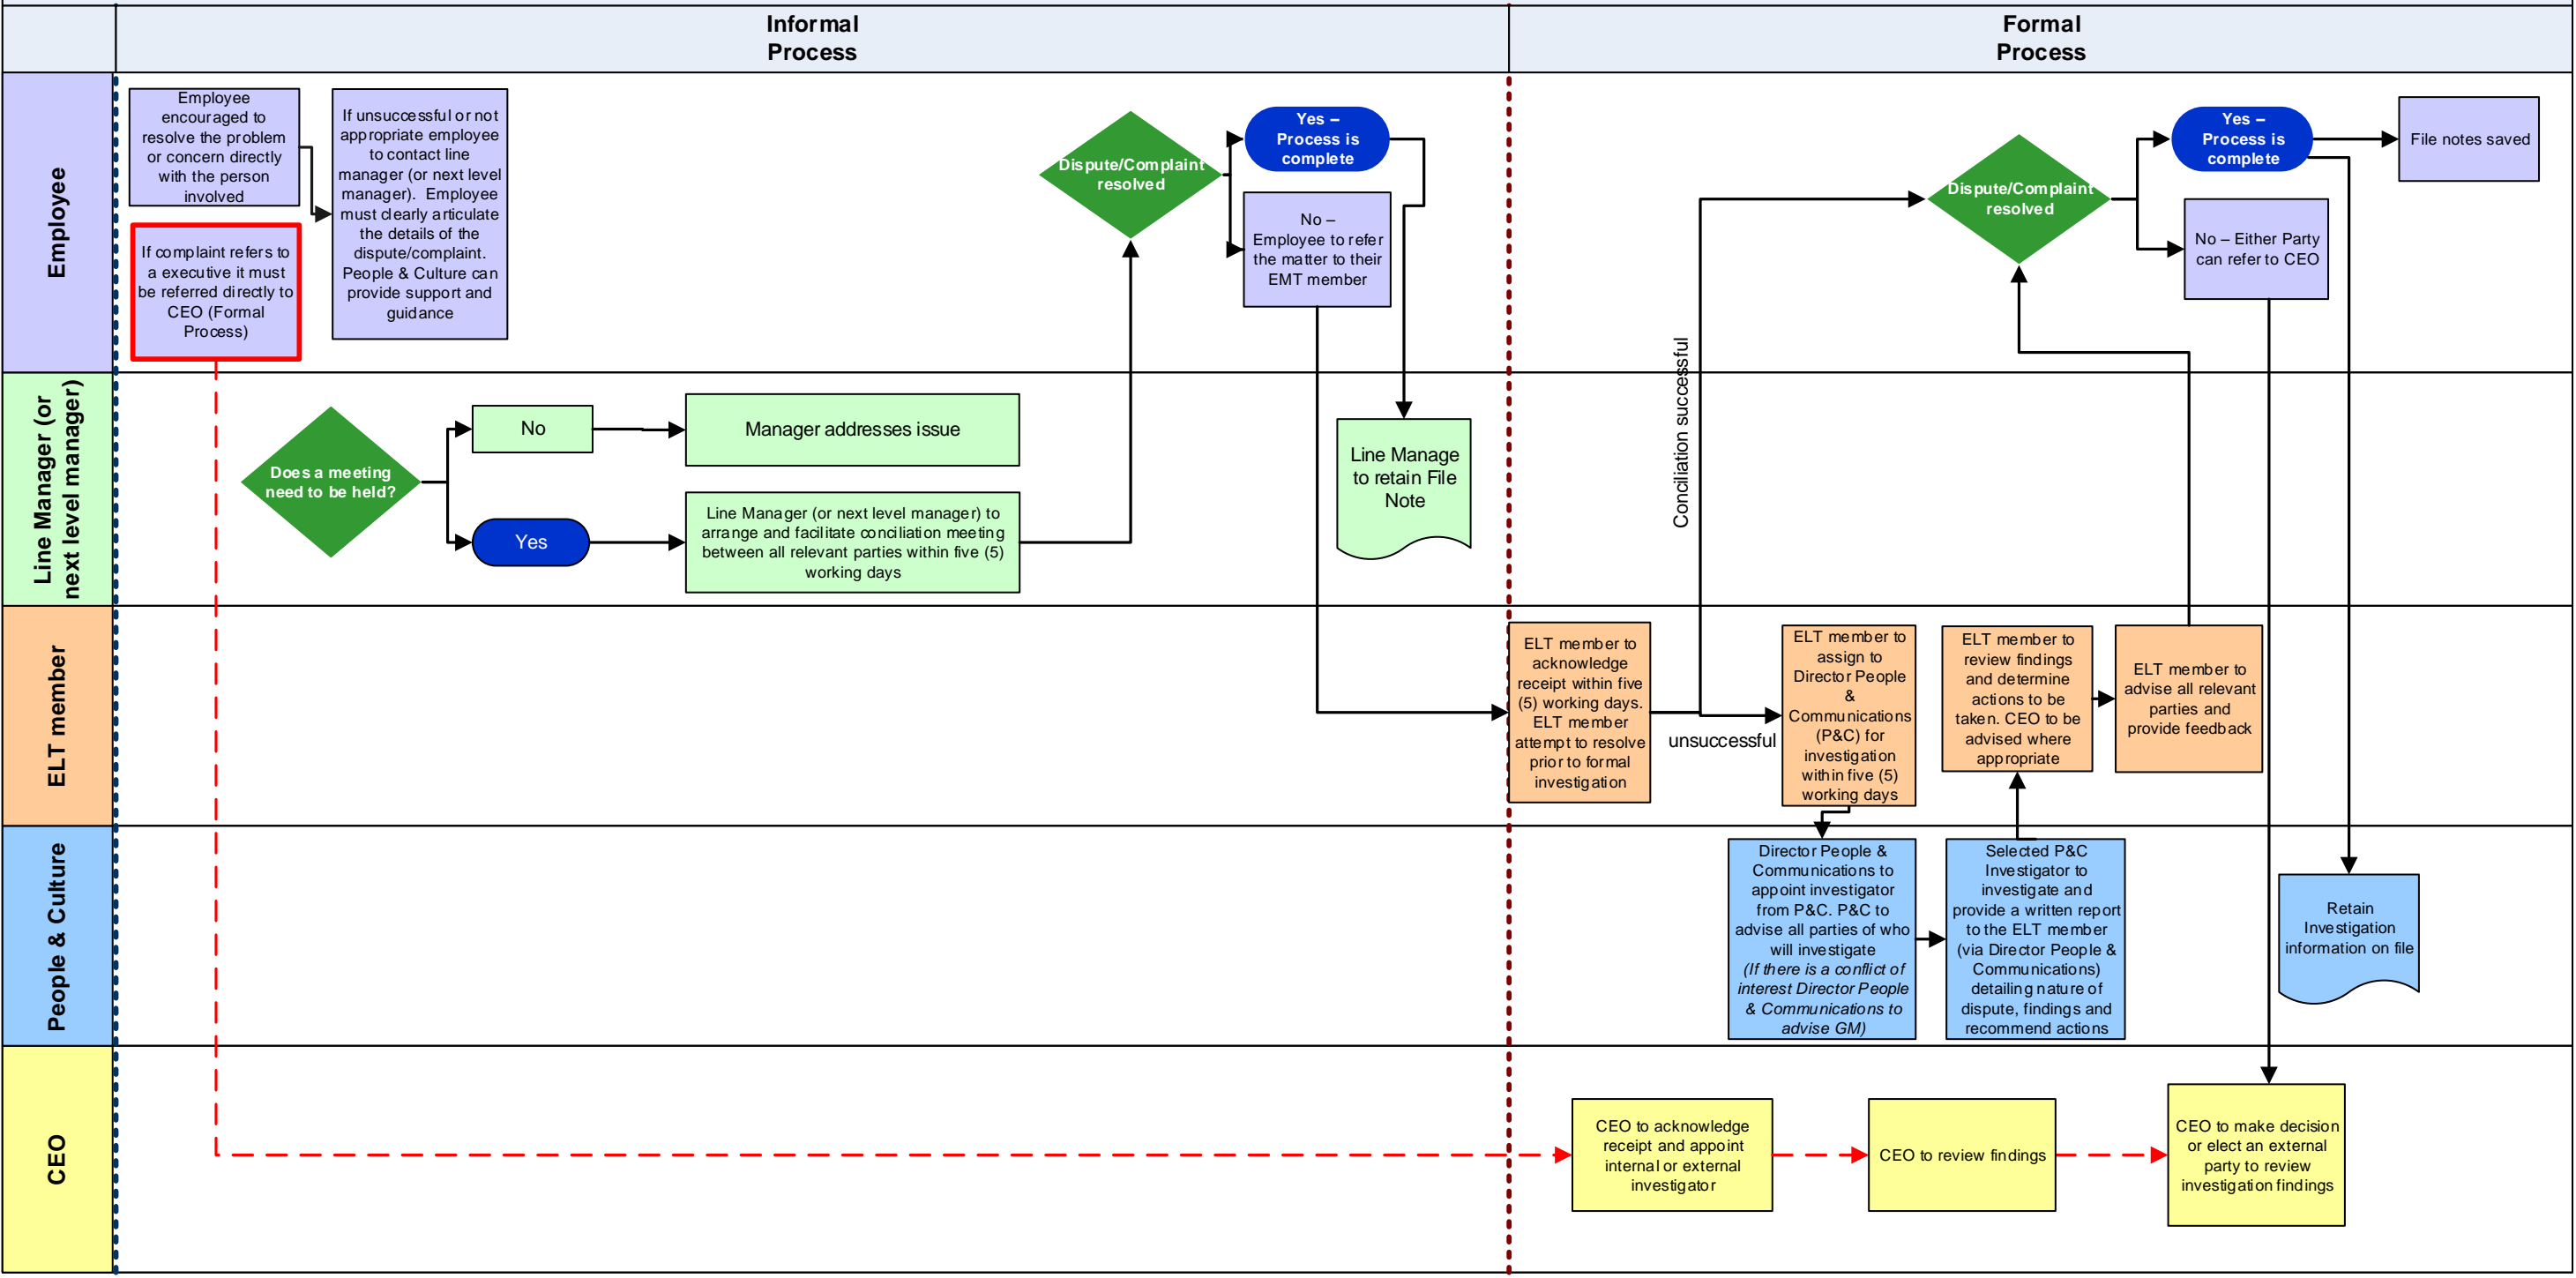 Informal
Process
Formal
Process
Employee
Employee
encouraged to
resolve the problem
or concern directly
with the person
involved
If complaint refers to
a executive it must
be referred directly to
CEO (Formal
Process)
If unsuccessful or not
appropriate employee
to contact line
manager (or next level
manager). Employee
must clearly articulate
the details of the
dispute/complaint.
People & Culture can
provide support and
guidance
Dispute/Complaint
resolved
Yes –
Process is
complete
No –
Employee to refer
the matter to their
EMT member
Dispute/Complaint
resolved
Yes –
Process is
complete
No – Either Party
can refer to CEO
File notes saved
Line Manager (or
next level manager)
Does a meeting
need to be held?
No
Yes
Manager addresses issue
Line Manager (or next level manager) to
arrange and facilitate conciliation meeting
between all relevant parties within five (5)
working days
Line Manage
to retain File
Note
Conciliation successful
ELT member
ELT member to
acknowledge
receipt within five
(5) working days.
ELT member
attempt to resolve
prior to formal
investigation
unsuccessful
ELT member to
assign to
Director People
&
Communications
(P&C) for
investigation
within five (5)
working days
ELT member to
review findings
and determine
actions to be
taken. CEO to be
advised where
appropriate
ELT member to
advise all relevant
parties and
provide feedback
People & Culture
Director People &
Communications to
appoint investigator
from P&C. P&C to
advise all parties of who
will investigate
(If there is a conflict of
interest Director People
& Communications to
advise GM)
Selected P&C
Investigator to
investigate and
provide a written report
to the ELT member
(via Director People &
Communications)
detailing nature of
dispute, findings and
recommend actions
Retain
Investigation
information on file
CEO
CEO to acknowledge
receipt and appoint
internal or external
investigator
CEO to review findings
CEO to make decision
or elect an external
party to review
investigation findings